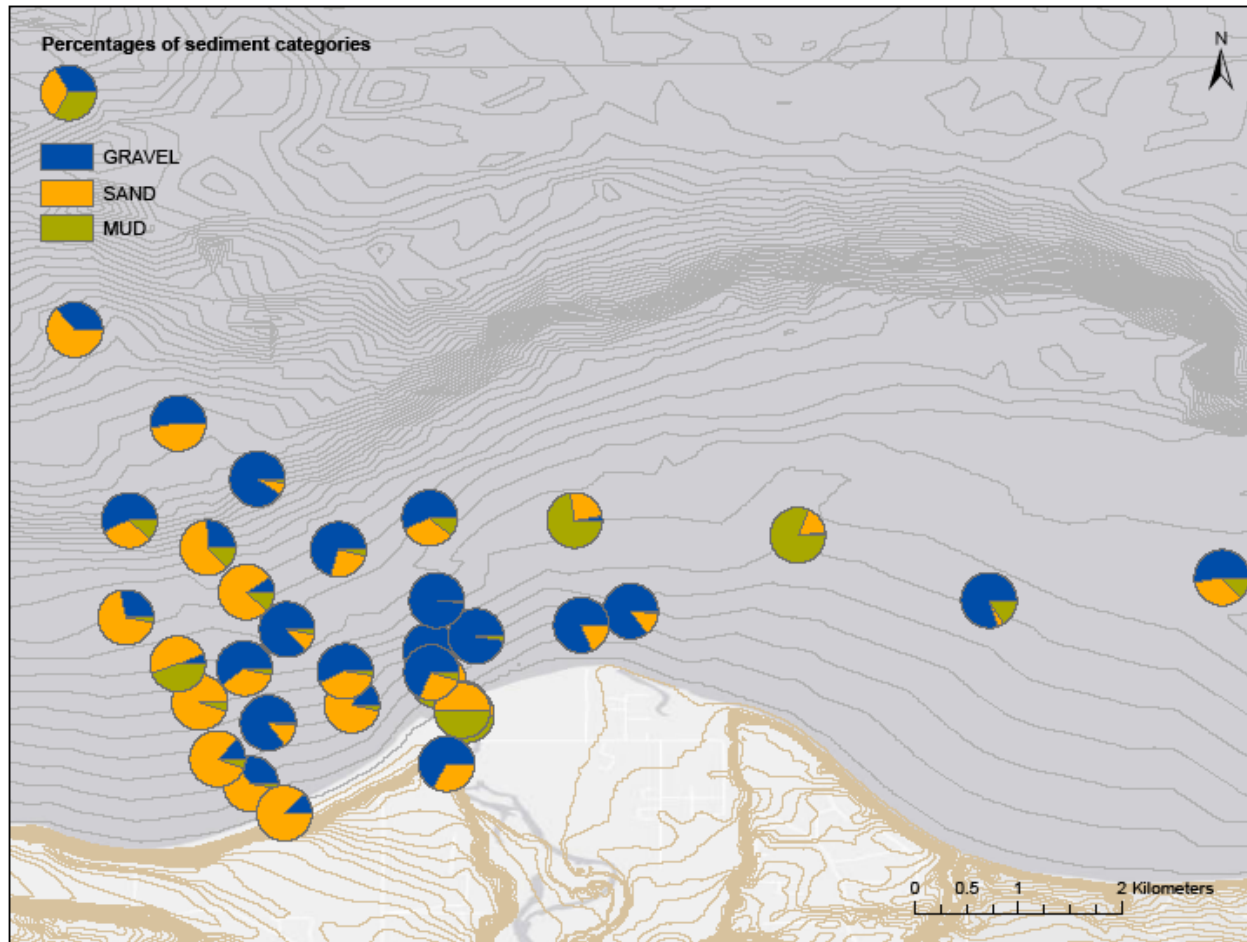 Percentages of sediment categories
N
GRAVEL
SAND
MUD
0 0.5 1 2 Kilometers